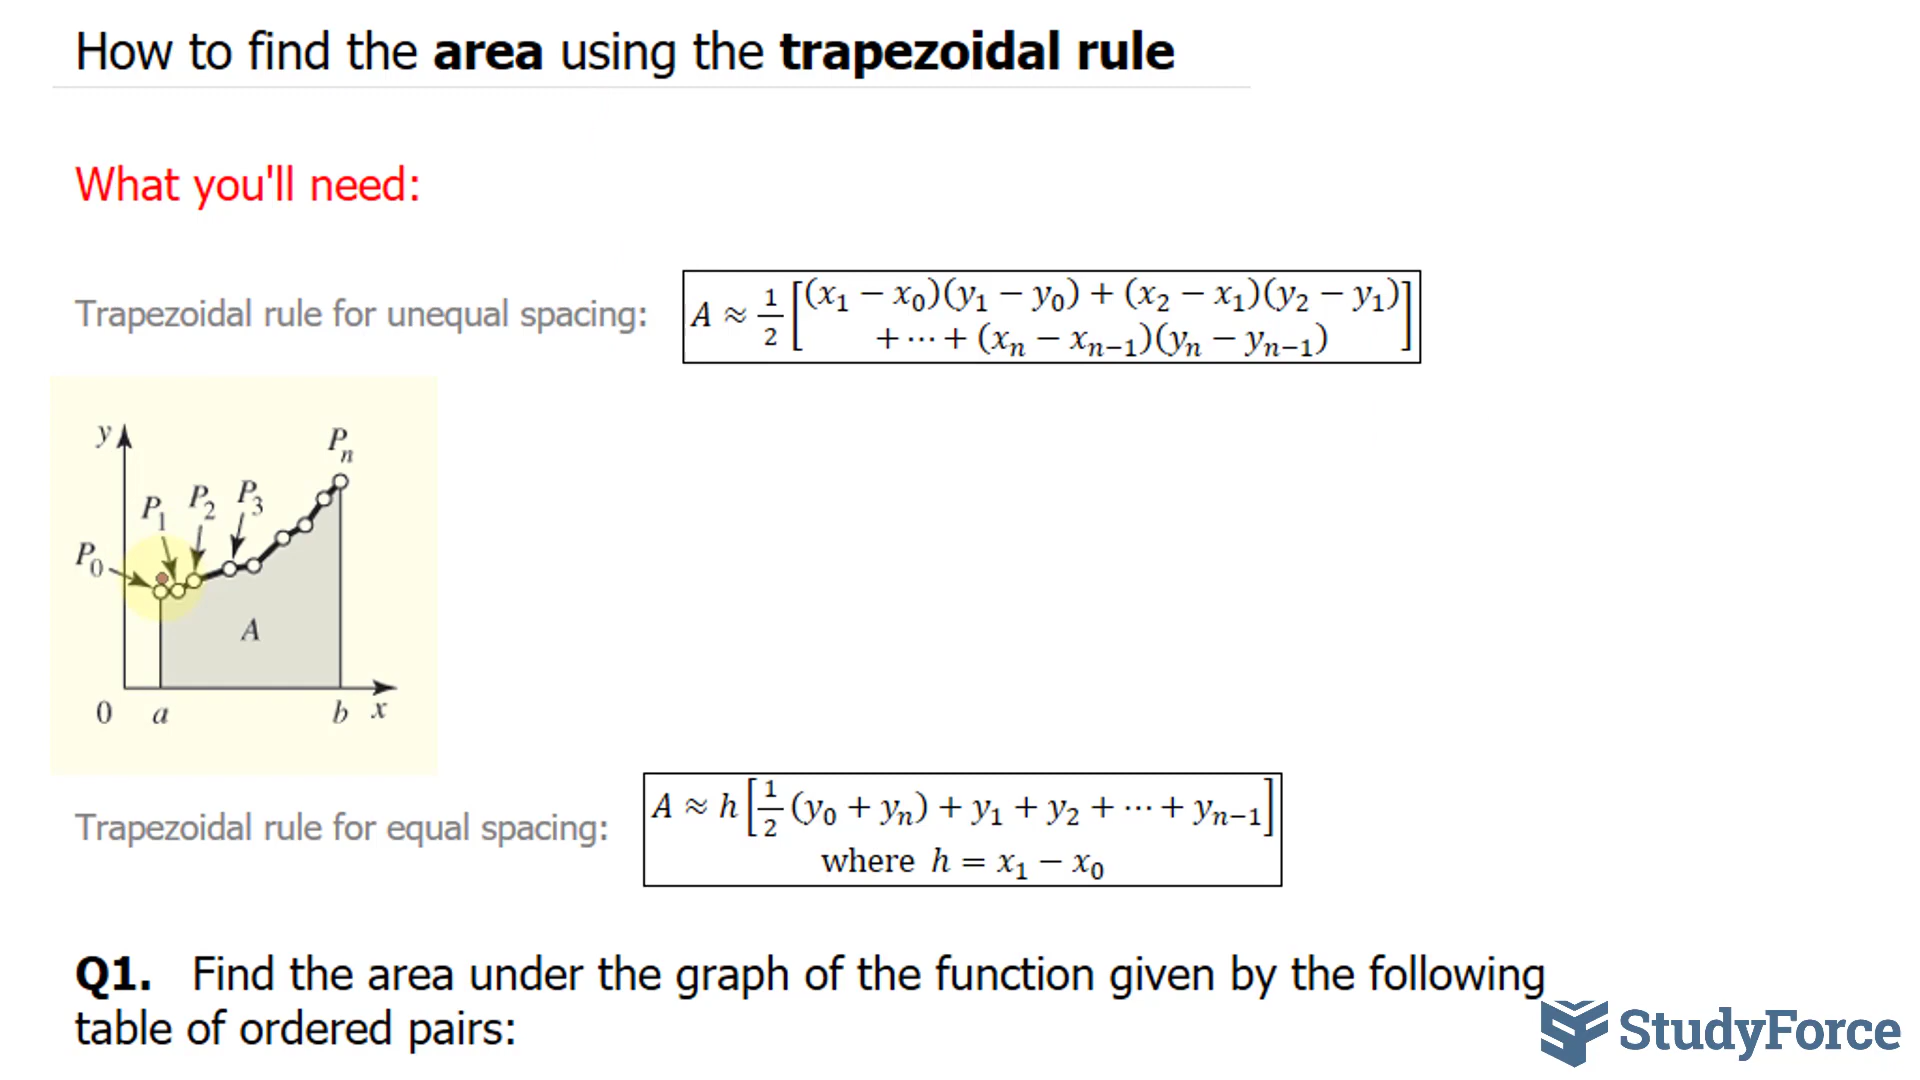 How to find the area using the trapezoidal rule
What you'll need:
Trapezoidal rule for unequal spacing:
A ≈ 1/2 [(x₁ − x₀)(y₁ − y₀) + (x₂ − x₁)(y₂ − y₁)
+ ⋯ + (xₙ − xₙ₋₁)(yₙ − yₙ₋₁)]
y
Pₙ
P₁ P₂ P₃
P₀
A
0 a b x
Trapezoidal rule for equal spacing:
A ≈ h [1/2 (y₀ + yₙ) + y₁ + y₂ + ⋯ + yₙ₋₁]
where h = x₁ − x₀
Q1. Find the area under the graph of the function given by the following
table of ordered pairs:
StudyForce